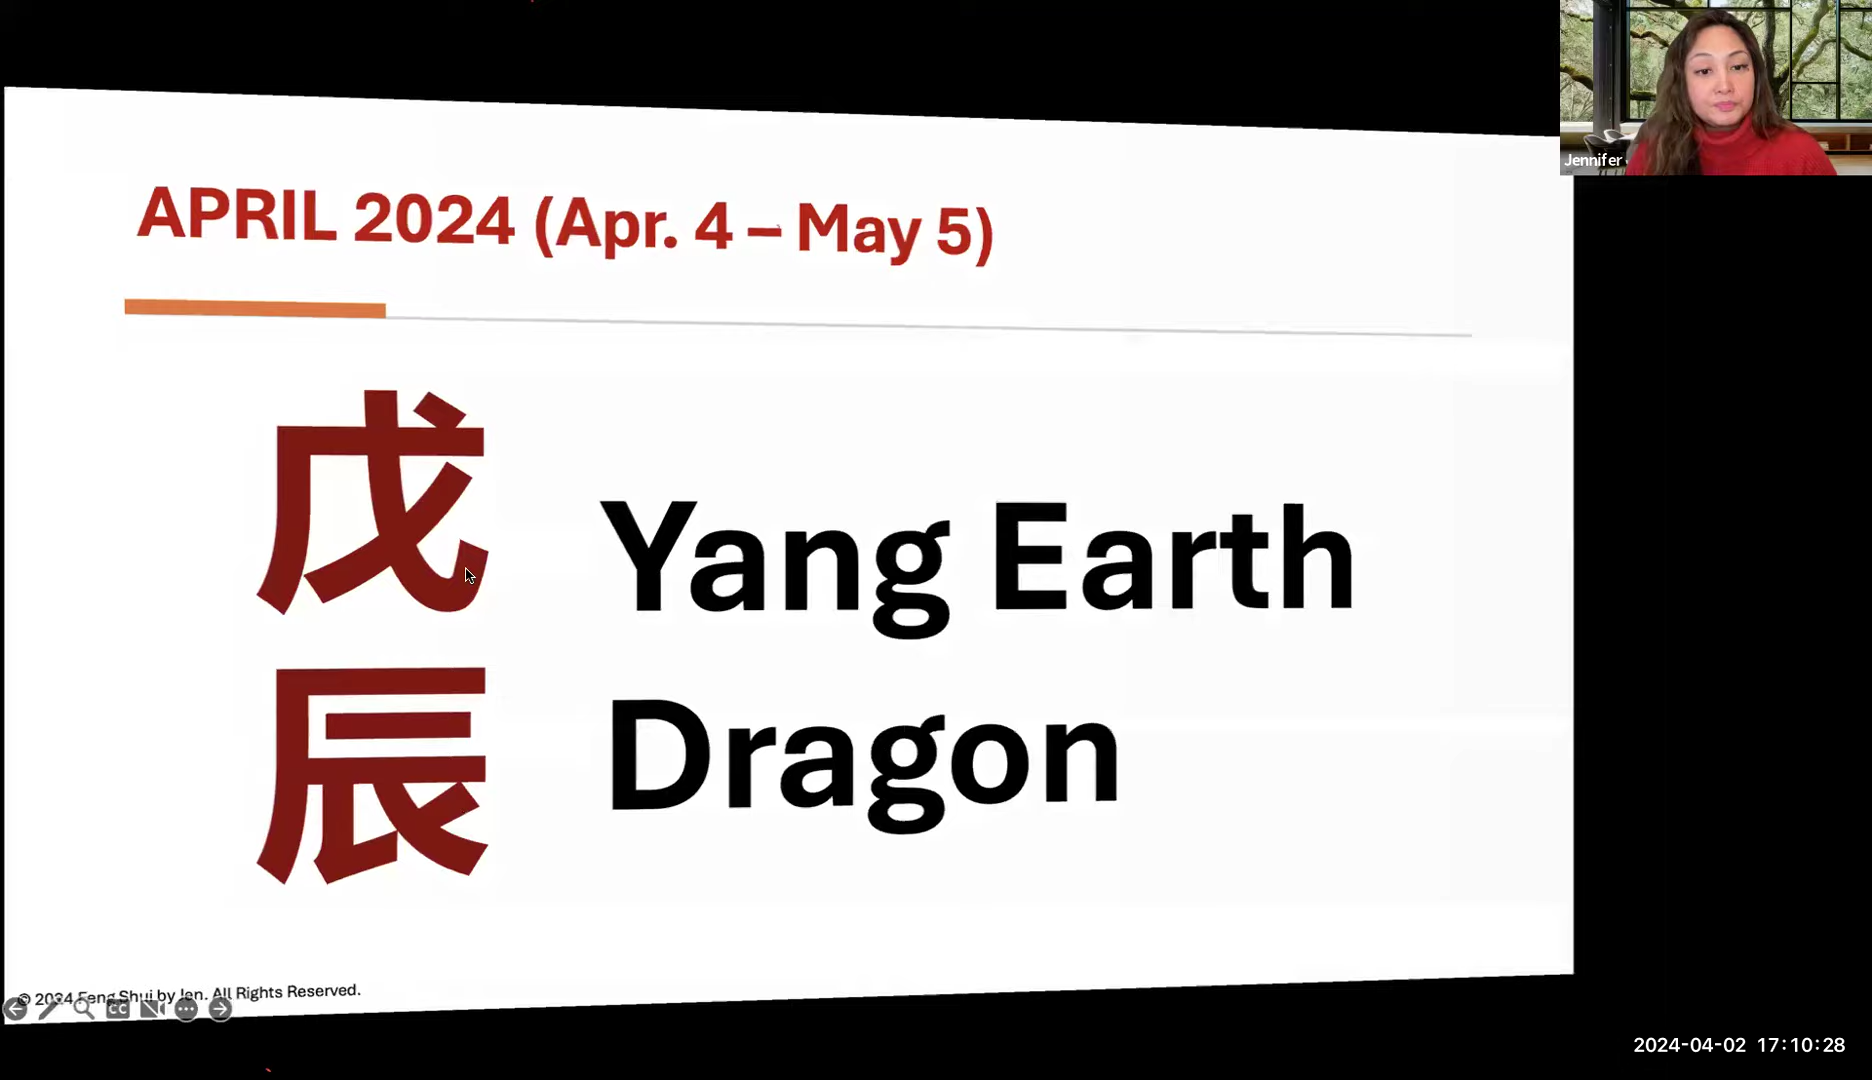 Jennifer
APRIL 2024 (Apr. 4 – May 5)
戊
辰
Yang Earth
Dragon
© 2024 Feng Shui by Jen. All Rights Reserved.
CC
2024-04-02 17:10:28